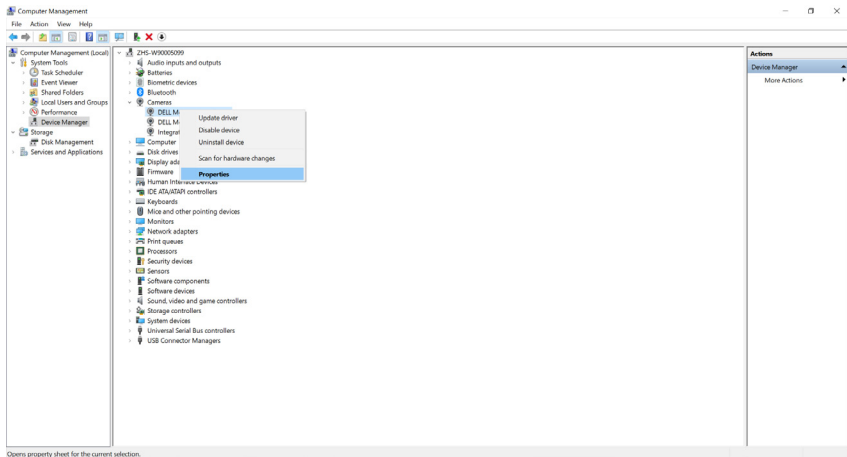 Computer Management
File Action View Help
Computer Management (Local)
System Tools
Task Scheduler
Event Viewer
Shared Folders
Local Users and Groups
Performance
Device Manager
Storage
Disk Management
Services and Applications
ZHS-W90005099
Audio inputs and outputs
Batteries
Biometric devices
Bluetooth
Cameras
DELL M
DELL M
Integrat
Computer
Disk drives
Display ada
Firmware
Human Interface Devices
IDE ATA/ATAPI controllers
Keyboards
Mice and other pointing devices
Monitors
Network adapters
Print queues
Processors
Security devices
Sensors
Software components
Software devices
Sound, video and game controllers
Storage controllers
System devices
Universal Serial Bus controllers
USB Connector Managers
Update driver
Disable device
Uninstall device
Scan for hardware changes
Properties
Actions
Device Manager
More Actions
Opens property sheet for the current selection.